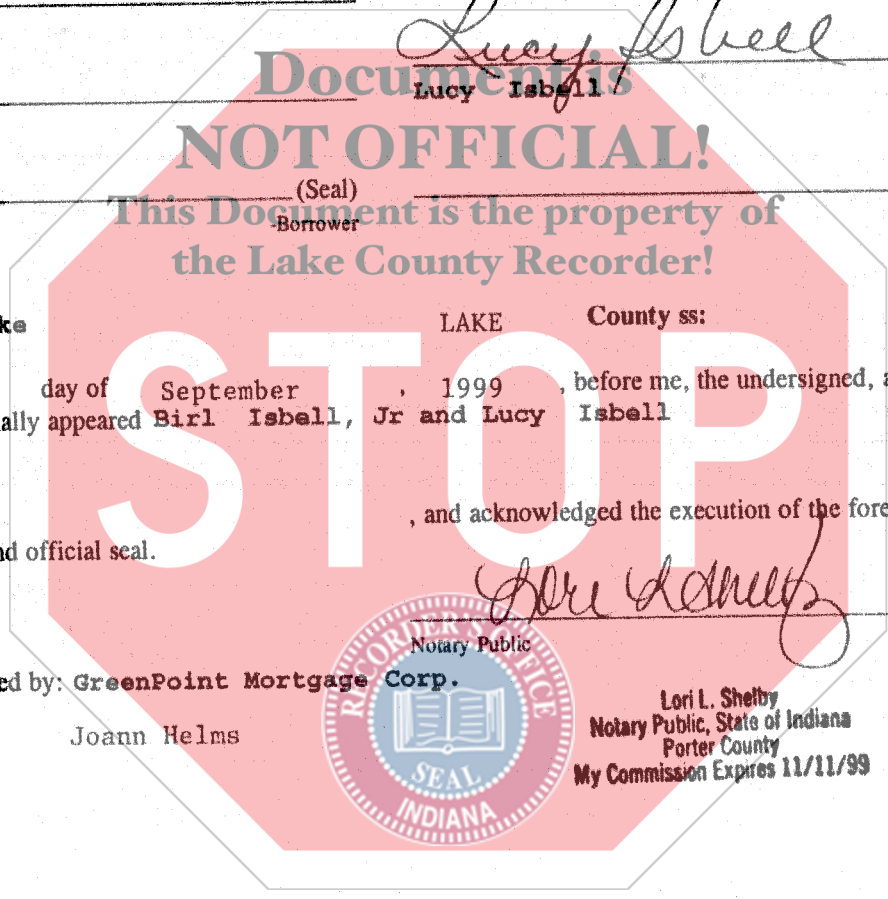 Lucy Isbell
Document is
Lucy Isbell
NOT OFFICIAL!
(Seal)
This Document is the property of
-Borrower
the Lake County Recorder!
ke LAKE County ss:
STOP
day of September , 1999 , before me, the undersigned, a
ally appeared Birl Isbell, Jr and Lucy Isbell
, and acknowledged the execution of the fore
nd official seal.
Lori L Shelby
Notary Public
RECORDER'S OFFICE
SEAL
INDIANA
ed by: GreenPoint Mortgage Corp.
Joann Helms
Lori L. Shelby
Notary Public, State of Indiana
Porter County
My Commission Expires 11/11/99